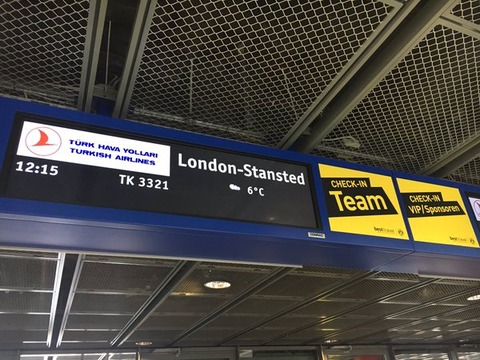 TÜRK HAVA YOLLARI
TURKISH AIRLINES
London-Stansted
12:15
TK 3321
6°C
CHECK-IN
Team
CHECK-IN
VIP/Sponsoren